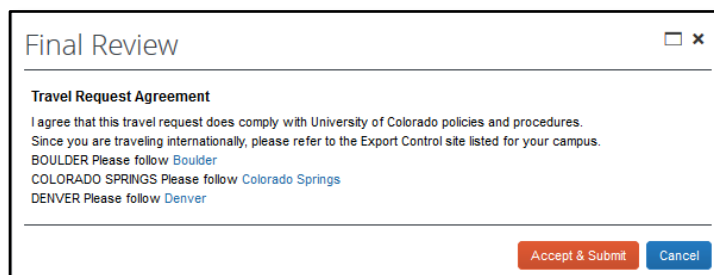 Final Review
Travel Request Agreement
I agree that this travel request does comply with University of Colorado policies and procedures.
Since you are traveling internationally, please refer to the Export Control site listed for your campus.
BOULDER Please follow Boulder
COLORADO SPRINGS Please follow Colorado Springs
DENVER Please follow Denver
Accept & Submit Cancel